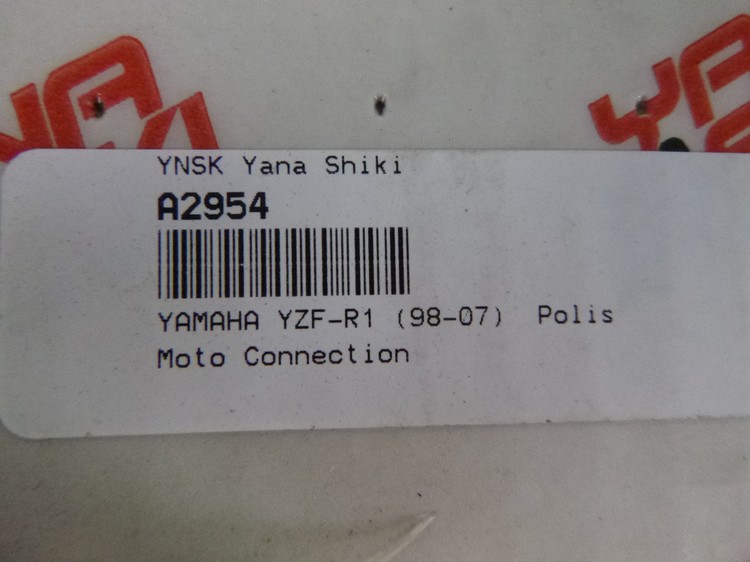 YNSK Yana Shiki
A2954
YAMAHA YZF-R1 (98-07) Polis
Moto Connection